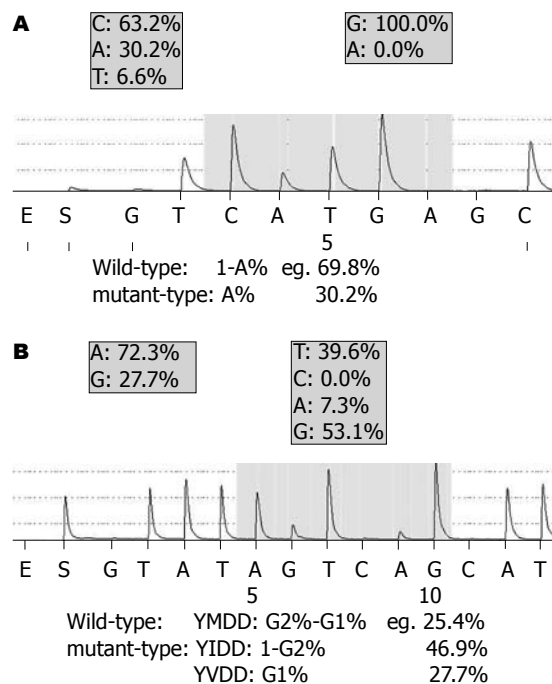 A
C: 63.2%
A: 30.2%
T: 6.6%
G: 100.0%
A: 0.0%
E S G T C A T G A G C
5
Wild-type: 1-A% eg. 69.8%
mutant-type: A% 30.2%
B
A: 72.3%
G: 27.7%
T: 39.6%
C: 0.0%
A: 7.3%
G: 53.1%
E S G T A T A G T C A G C A T
5 10
Wild-type: YMDD: G2%-G1% eg. 25.4%
mutant-type: YIDD: 1-G2% 46.9%
YVDD: G1% 27.7%